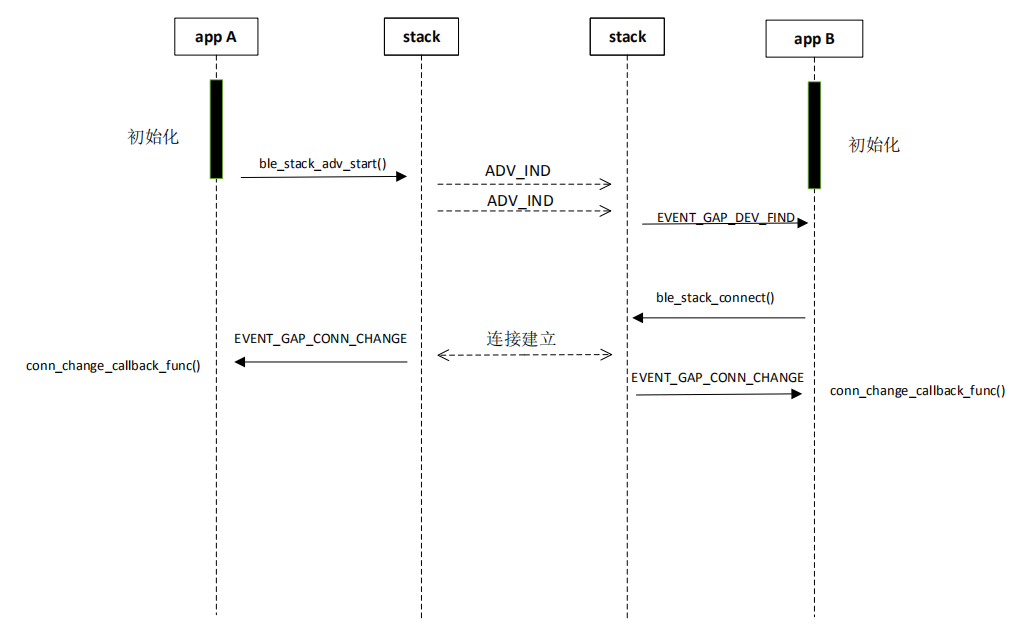 app A
stack
stack
app B
初始化
初始化
ble_stack_adv_start()
ADV_IND
ADV_IND
EVENT_GAP_DEV_FIND
ble_stack_connect()
EVENT_GAP_CONN_CHANGE
连接建立
conn_change_callback_func()
EVENT_GAP_CONN_CHANGE
conn_change_callback_func()